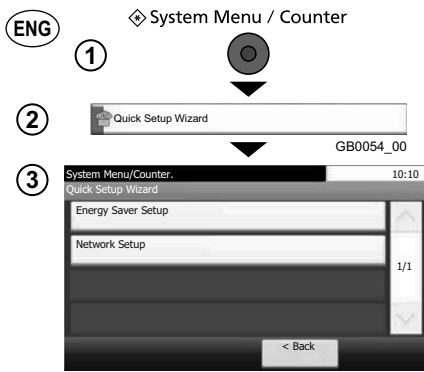 ENG
System Menu / Counter
1
2
Quick Setup Wizard
GB0054_00
3
System Menu/Counter.
10:10
Quick Setup Wizard
Energy Saver Setup
Network Setup
1/1
< Back